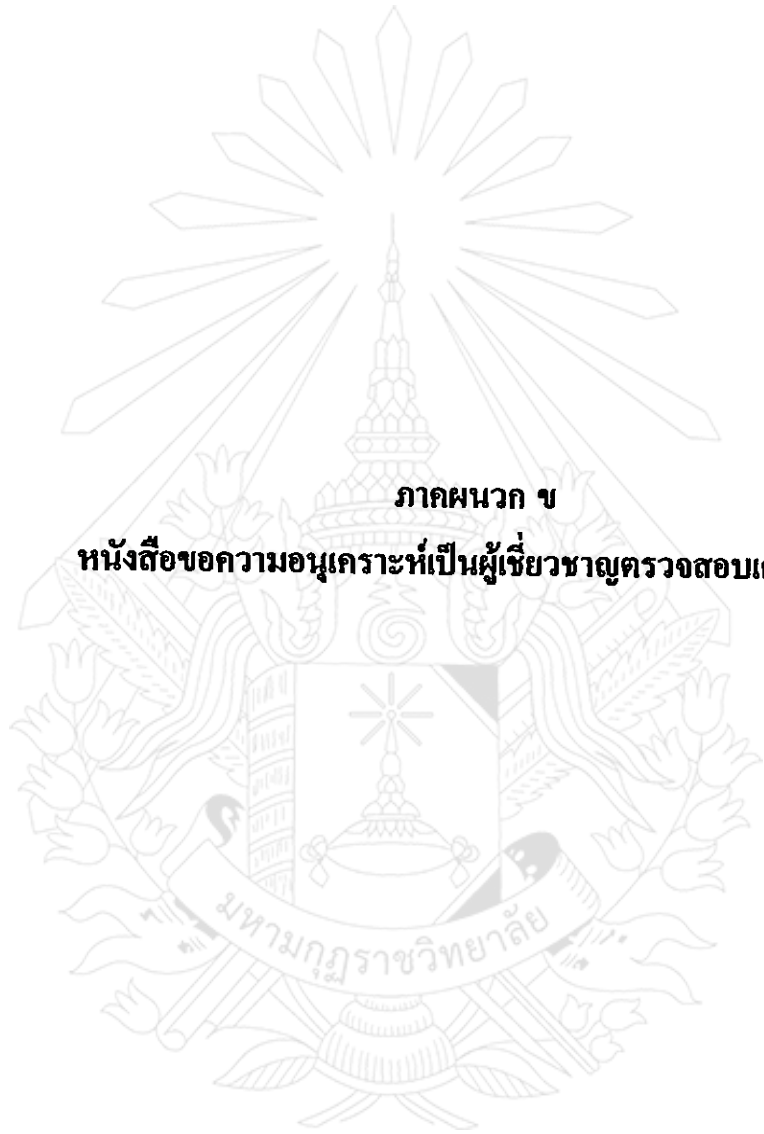 ภาคผนวก ข
หนังสือขอความอนุเคราะห์เป็นผู้เชี่ยวชาญตรวจสอบ
มหามกุฏราชวิทยาลัย